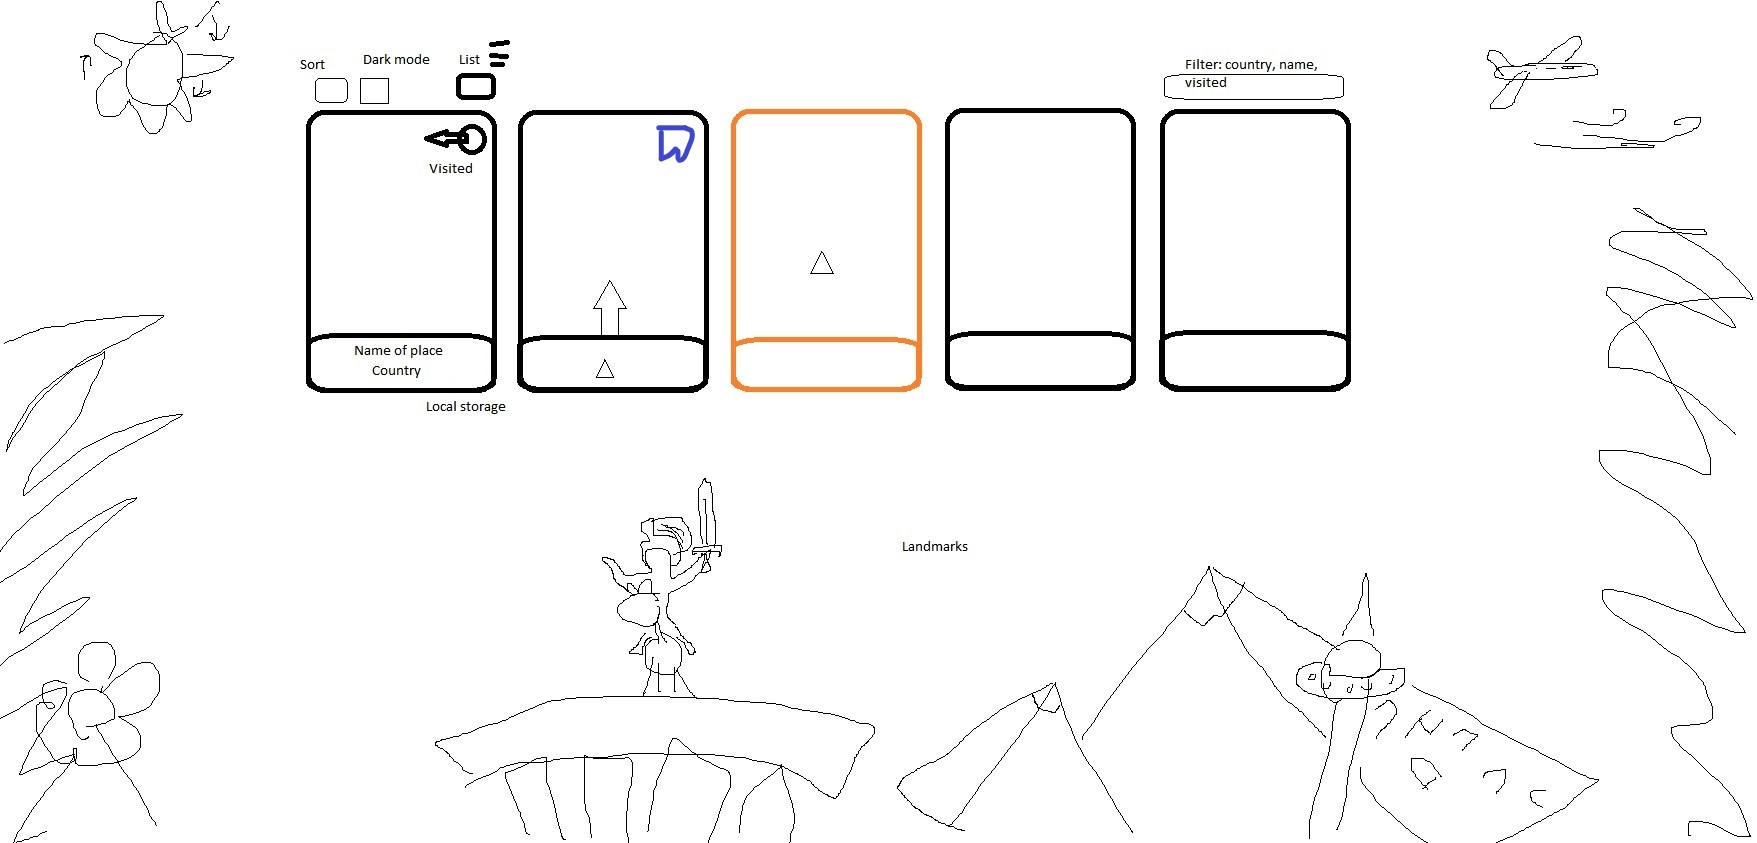 Sort
Dark mode
List
Filter: country, name,
visited
Visited
Name of place
Country
Local storage
Landmarks